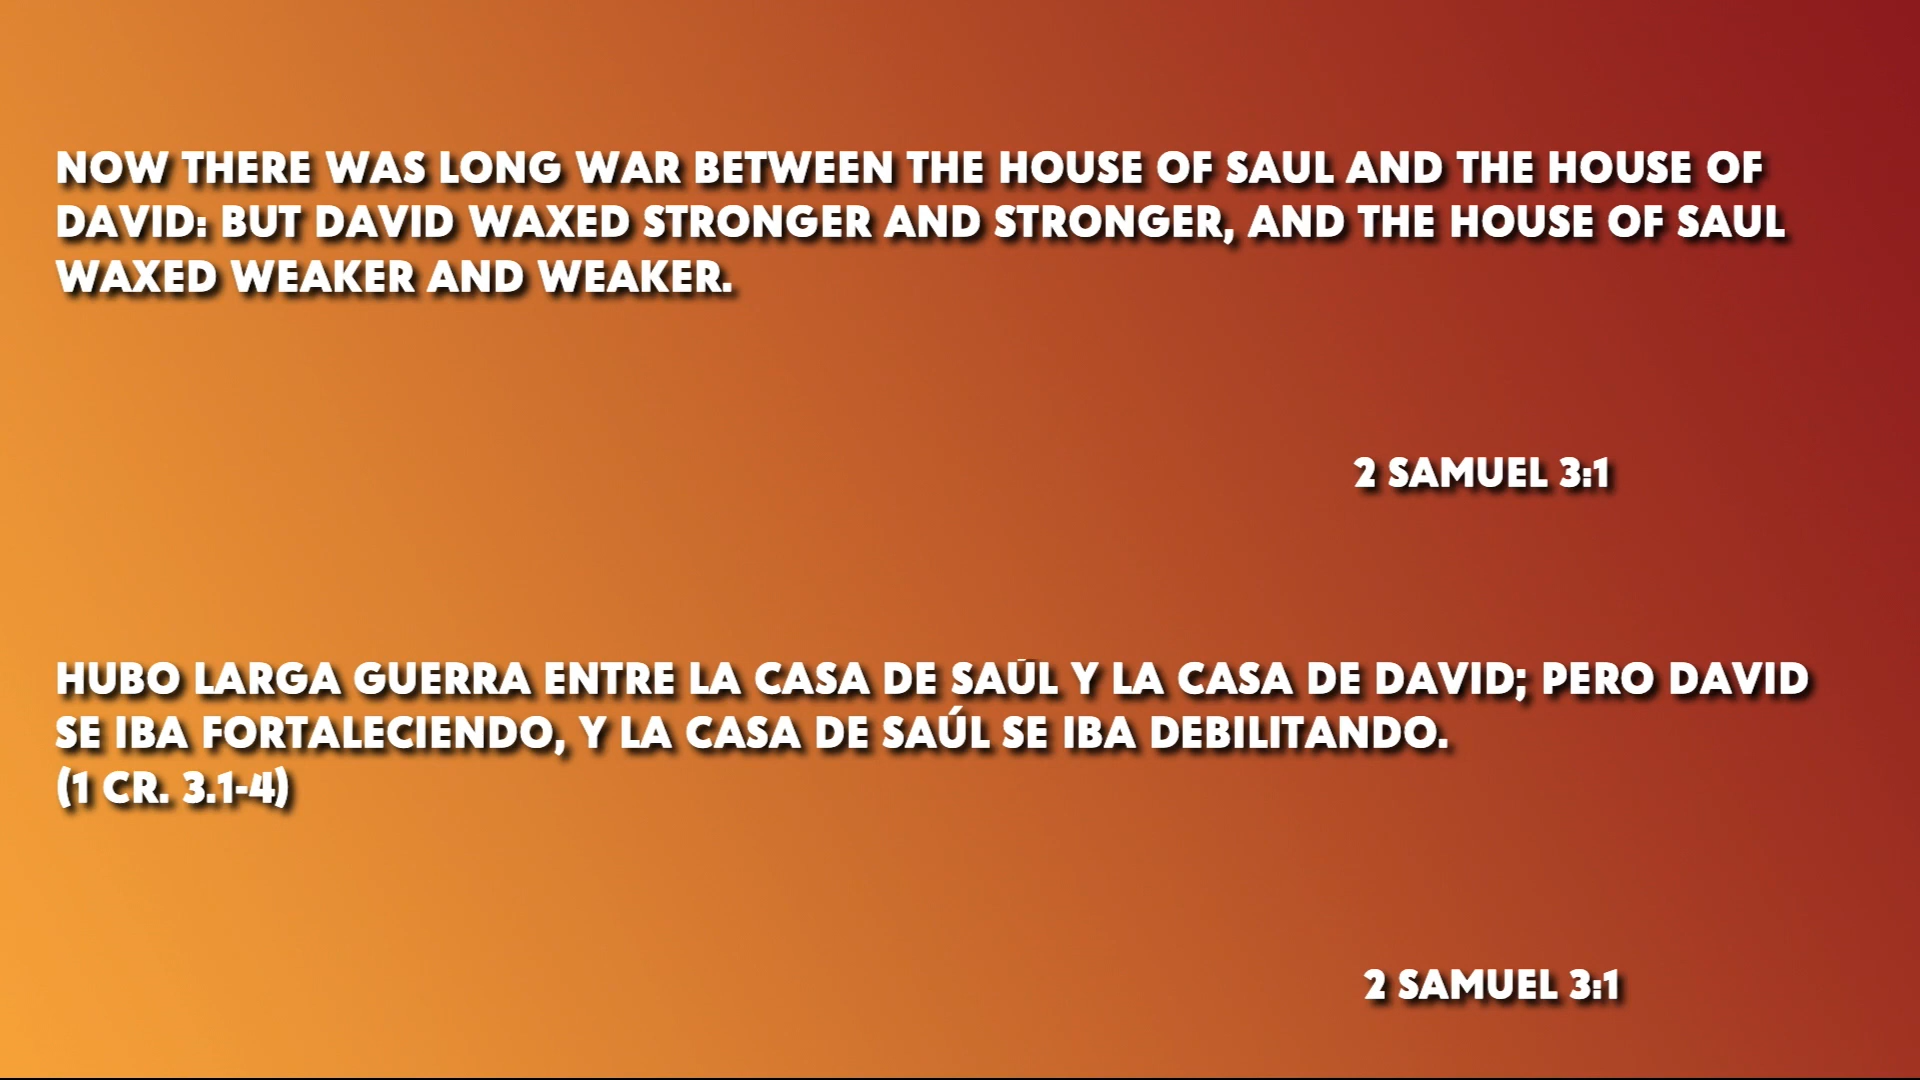 NOW THERE WAS LONG WAR BETWEEN THE HOUSE OF SAUL AND THE HOUSE OF
DAVID: BUT DAVID WAXED STRONGER AND STRONGER, AND THE HOUSE OF SAUL
WAXED WEAKER AND WEAKER.
2 SAMUEL 3:1
HUBO LARGA GUERRA ENTRE LA CASA DE SAÚL Y LA CASA DE DAVID; PERO DAVID
SE IBA FORTALECIENDO, Y LA CASA DE SAÚL SE IBA DEBILITANDO.
(1 CR. 3.1-4)
2 SAMUEL 3:1